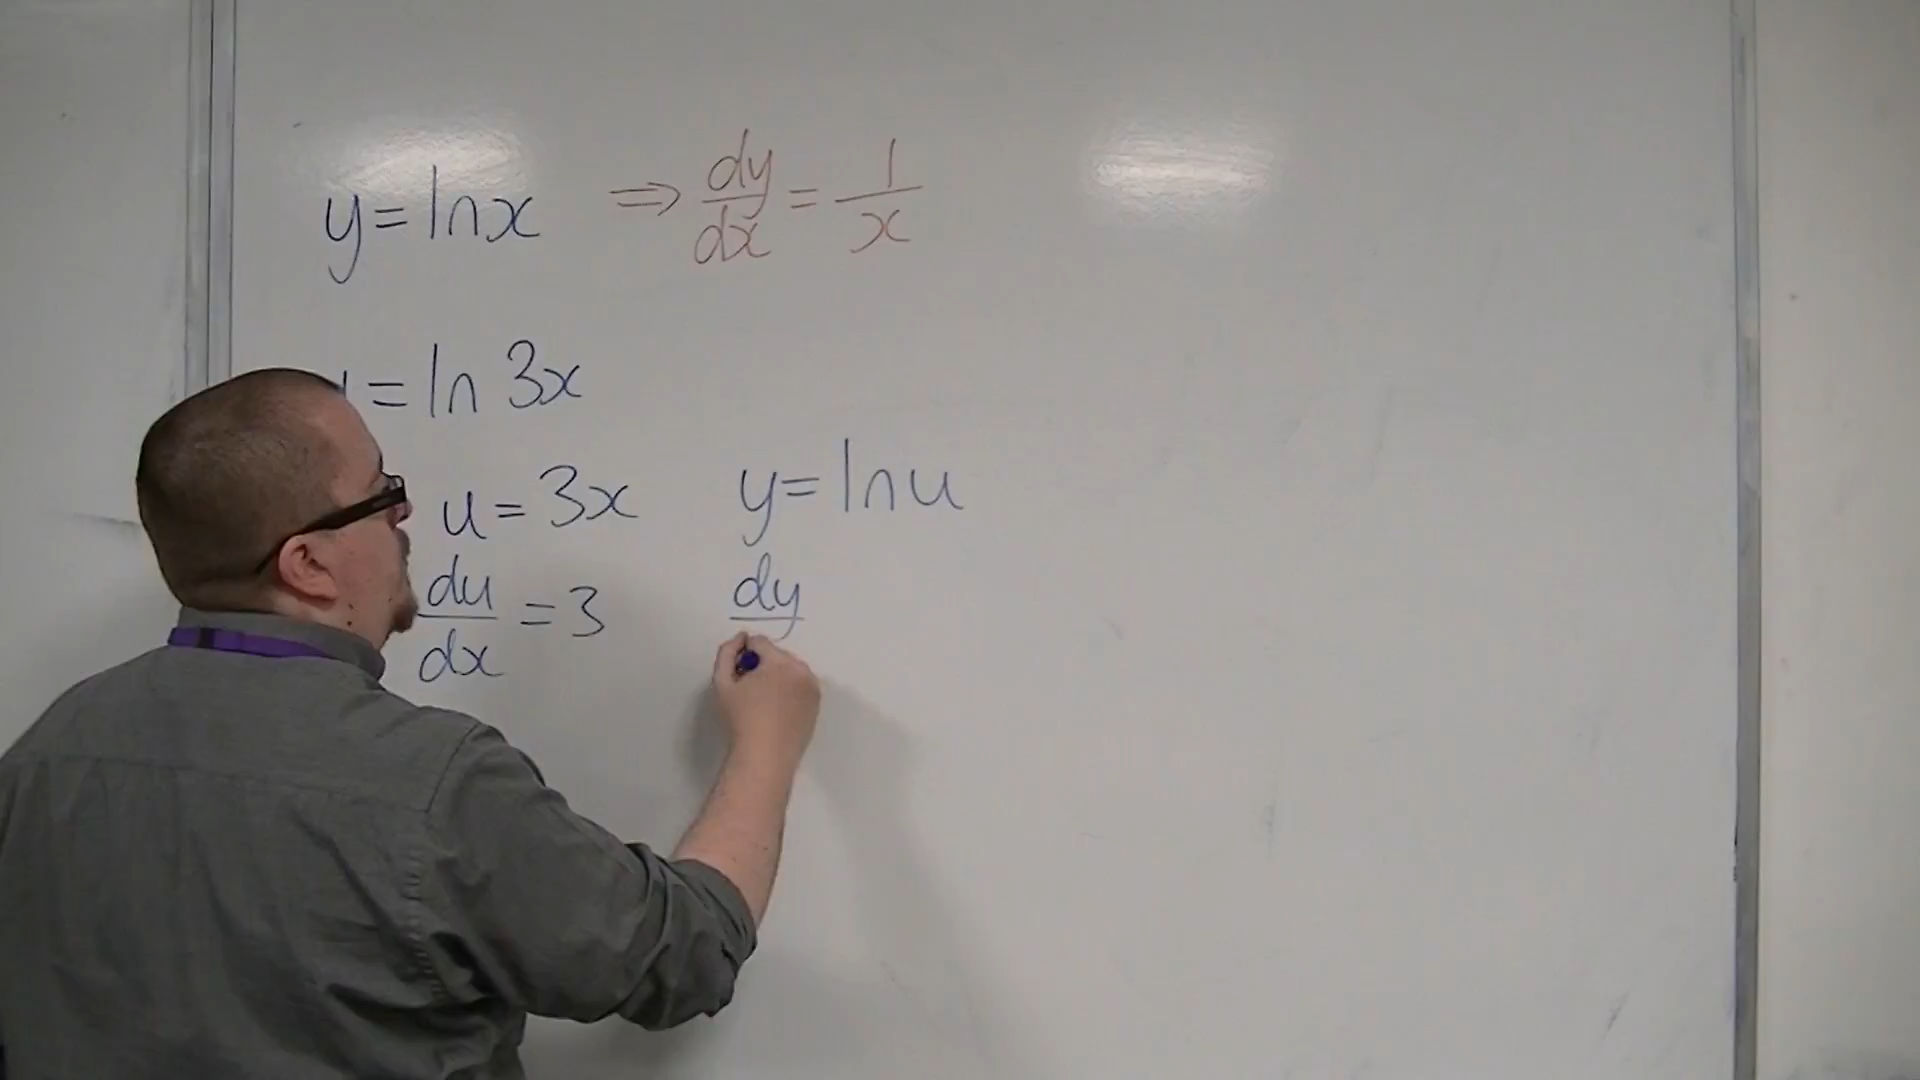 y = ln x ⇒ dy/dx = 1/x
= ln 3x
u = 3x y = ln u
du/dx = 3 dy